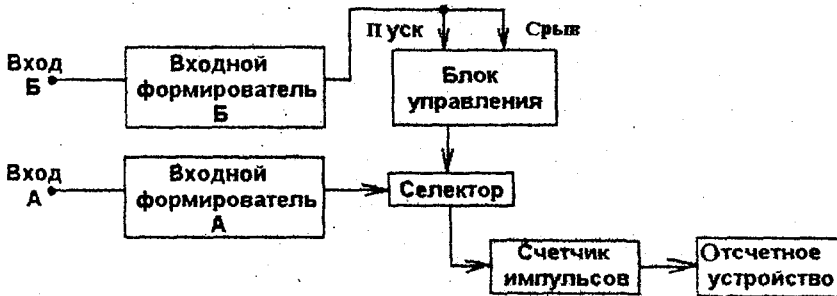 Пуск
Срыв
Вход
Б
Входной
формирователь
Б
Блок
управления
Вход
А
Входной
формирователь
А
Селектор
Счетчик
импульсов
Отсчетное
устройство